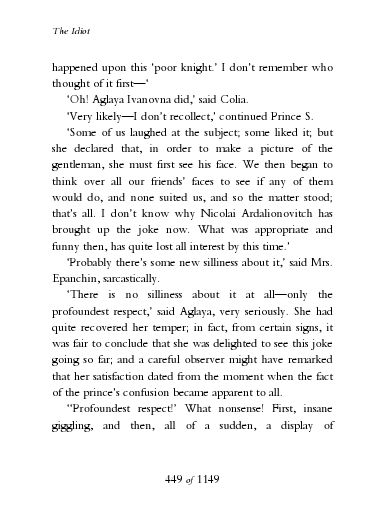 The Idiot
happened upon this ‘poor knight.’ I don’t remember who
thought of it first—‘
‘Oh! Aglaya Ivanovna did,’ said Colia.
‘Very likely—I don’t recollect,’ continued Prince S.
‘Some of us laughed at the subject; some liked it; but
she declared that, in order to make a picture of the
gentleman, she must first see his face. We then began to
think over all our friends’ faces to see if any of them
would do, and none suited us, and so the matter stood;
that’s all. I don’t know why Nicolai Ardalionovitch has
brought up the joke now. What was appropriate and
funny then, has quite lost all interest by this time.’
‘Probably there’s some new silliness about it,’ said Mrs.
Epanchin, sarcastically.
‘There is no silliness about it at all—only the
profoundest respect,’ said Aglaya, very seriously. She had
quite recovered her temper; in fact, from certain signs, it
was fair to conclude that she was delighted to see this joke
going so far; and a careful observer might have remarked
that her satisfaction dated from the moment when the fact
of the prince’s confusion became apparent to all.
‘‘Profoundest respect!’ What nonsense! First, insane
giggling, and then, all of a sudden, a display of
449 of 1149